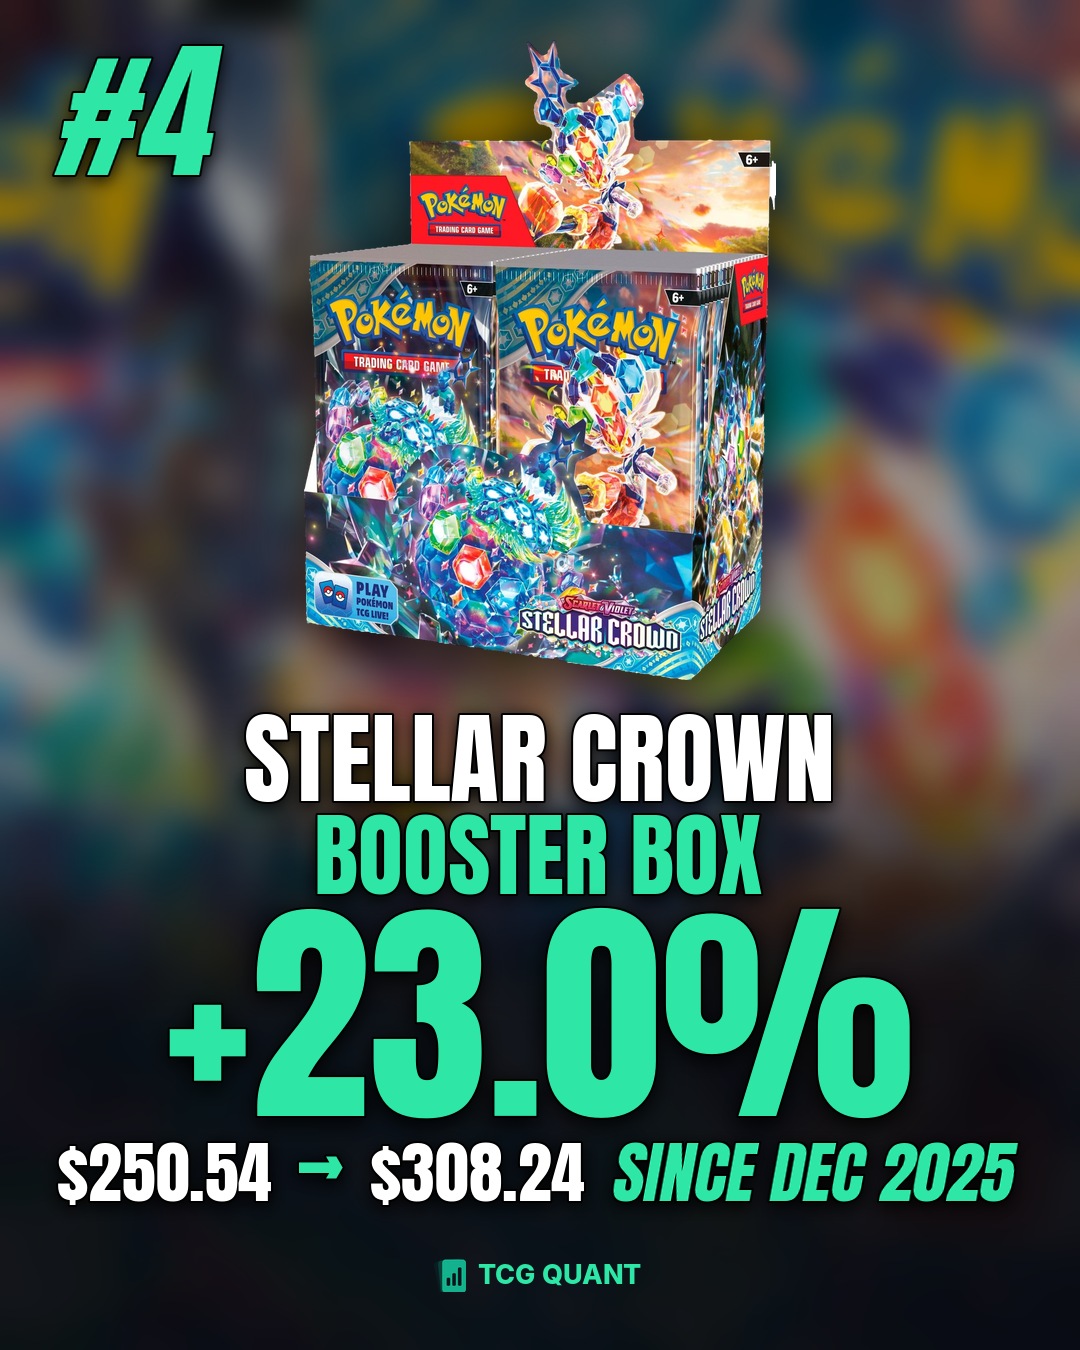 #4
6+
POKÉMON
TRADING CARD GAME
6+
POKÉMON
TRADING CARD GAME
6+
POKÉMON
TRA
POKÉMON
PLAY
POKÉMON
TCG LIVE!
SCARLET & VIOLET
STELLAR CROWN
STELLAR CROWN
STELLAR CROWN
BOOSTER BOX
+23.0%
$250.54 → $308.24 SINCE DEC 2025
TCG QUANT